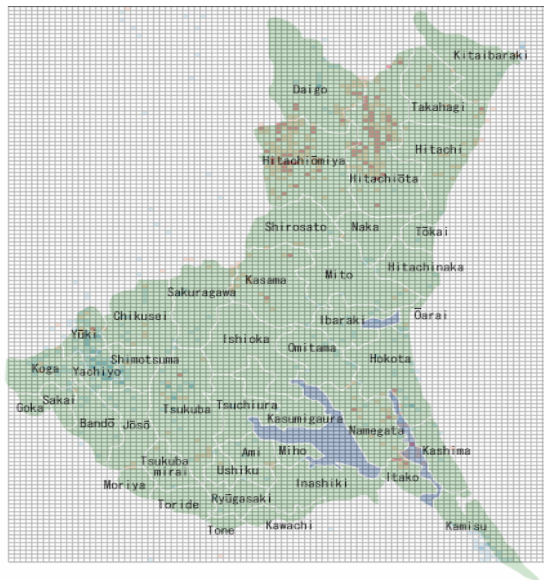 Kitaibaraki
Daigo
Takahagi
Hitachi
Hitachiōmiya
Hitachiōta
Shirosato
Naka
Tōkai
Hitachinaka
Mito
Kasama
Sakuragawa
Chikusei
Ibaraki
Ōarai
Yūki
Ishioka
Omitama
Shimotsuma
Hokota
Koga
Yachiyo
Sakai
Goka
Tsukuba
Tsuchiura
Kasumigaura
Bandō
Jōsō
Namegata
Ami
Miho
Kashima
Tsukuba
mirai
Ushiku
Itako
Moriya
Inashiki
Ryūgasaki
Toride
Kawachi
Kamisu
Tone